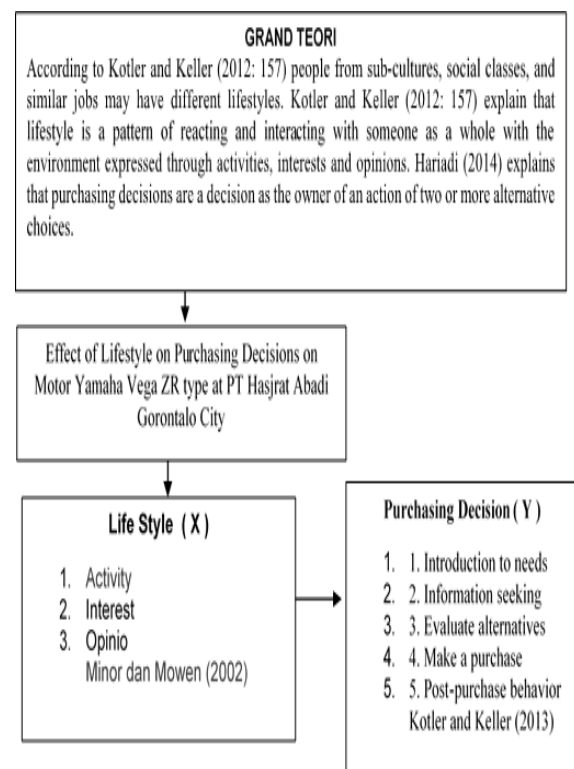 GRAND TEORI
According to Kotler and Keller (2012: 157) people from sub-cultures, social classes, and
similar jobs may have different lifestyles. Kotler and Keller (2012: 157) explain that
lifestyle is a pattern of reacting and interacting with someone as a whole with the
environment expressed through activities, interests and opinions. Hariadi (2014) explains
that purchasing decisions are a decision as the owner of an action of two or more alternative
choices.
Effect of Lifestyle on Purchasing Decisions on
Motor Yamaha Vega ZR type at PT Hasjrat Abadi
Gorontalo City
Life Style ( X )
1. Activity
2. Interest
3. Opinio
Minor dan Mowen (2002)
Purchasing Decision ( Y )
1. 1. Introduction to needs
2. 2. Information seeking
3. 3. Evaluate alternatives
4. 4. Make a purchase
5. 5. Post-purchase behavior
Kotler and Keller (2013)